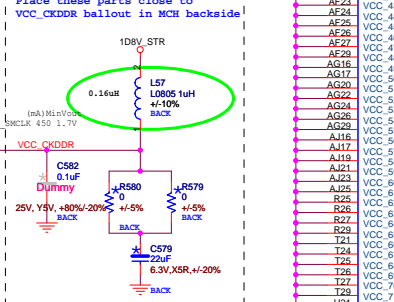 Place these parts close to
VCC_CKDDR ballout in MCH backside
1D8V_STR
2
L57
0.16uH
L0805 1uH
+/-10%
BACK
(mA)MinVout
SMCLK 450 1.7V
1
VCC_CKDDR
C582
0.1uF
Dummy
25V, Y5V, +80%/-20%
BACK
R580
0
+/-5%
BACK
R579
0
+/-5%
BACK
C579
22uF
6.3V,X5R,+/-20%
BACK
AF23
AF24
AF25
AF26
AF27
AF29
AG16
AG17
AG20
AG22
AG24
AG26
AG29
AJ16
AJ17
AJ19
AJ21
AJ23
AJ25
R25
R26
R27
R29
T21
T24
T25
T26
T27
T29